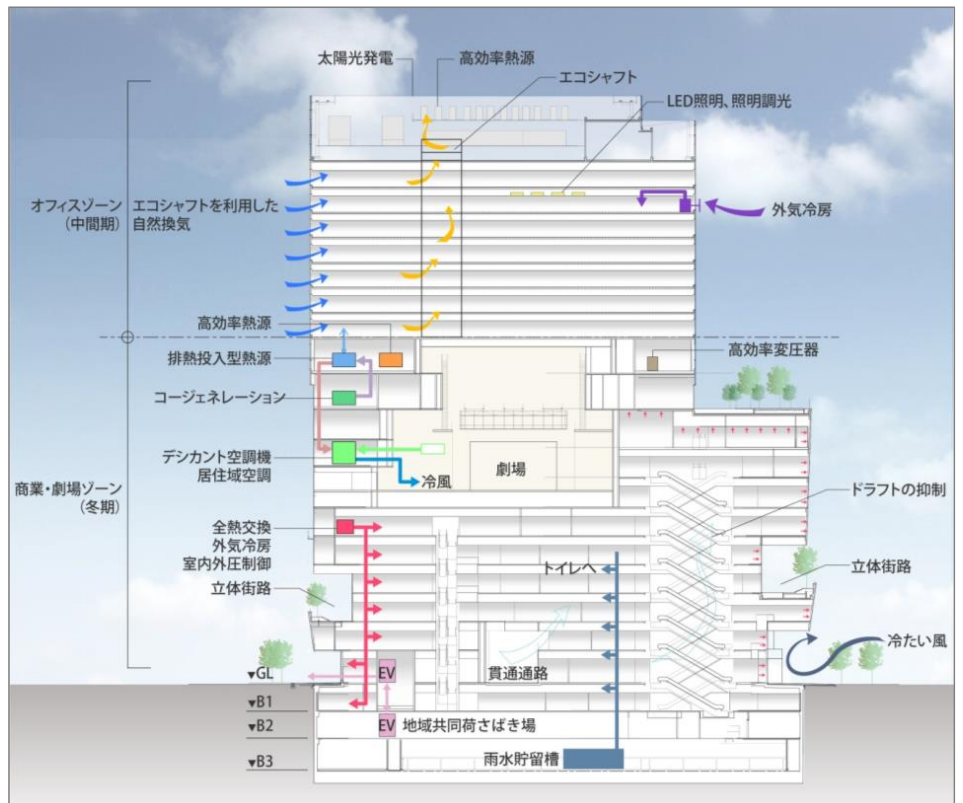 太陽光発電
高効率熱源
エコシャフト
LED照明、照明調光
オフィスゾーン
（中間期）
エコシャフトを利用した
自然換気
外気冷房
高効率熱源
排熱投入型熱源
高効率変圧器
コージェネレーション
デシカント空調機
居住域空調
冷風
劇場
商業・劇場ゾーン
（冬期）
ドラフトの抑制
全熱交換
外気冷房
室内外圧制御
トイレへ
立体街路
立体街路
冷たい風
貫通通路
▼GL
EV
▼B1
▼B2
EV
地域共同荷さばき場
▼B3
雨水貯留槽